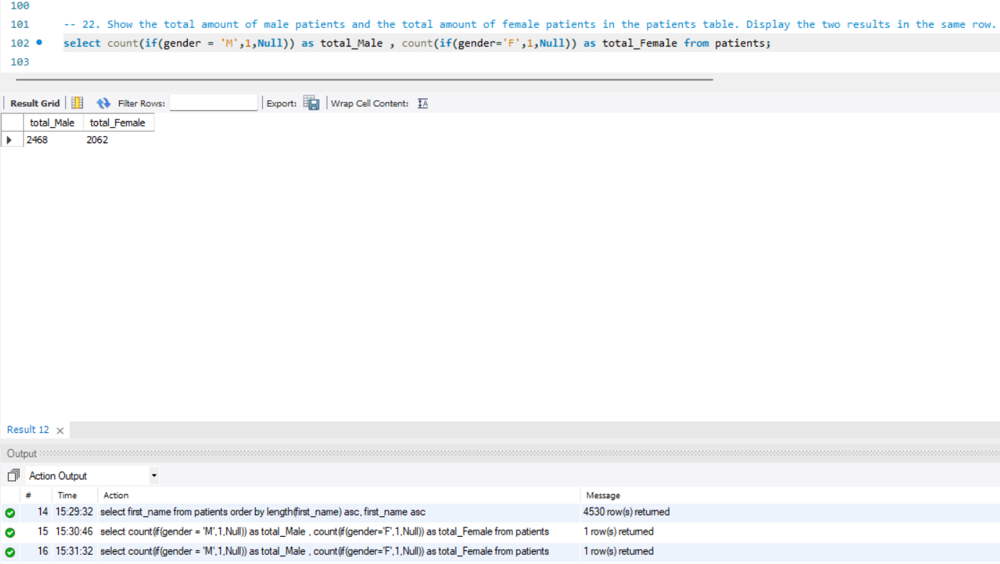 100
101 -- 22. Show the total amount of male patients and the total amount of female patients in the patients table. Display the two results in the same row.
102 select count(if(gender = 'M',1,Null)) as total_Male , count(if(gender='F',1,Null)) as total_Female from patients;
103
Result Grid Filter Rows: Export: Wrap Cell Content: IA
total_Male total_Female
2468 2062
Result 12 ×
Output
Action Output
# Time Action Message
14 15:29:32 select first_name from patients order by length(first_name) asc, first_name asc 4530 row(s) returned
15 15:30:46 select count(if(gender = 'M',1,Null)) as total_Male , count(if(gender='F',1,Null)) as total_Female from patients 1 row(s) returned
16 15:31:32 select count(if(gender = 'M',1,Null)) as total_Male , count(if(gender='F',1,Null)) as total_Female from patients 1 row(s) returned